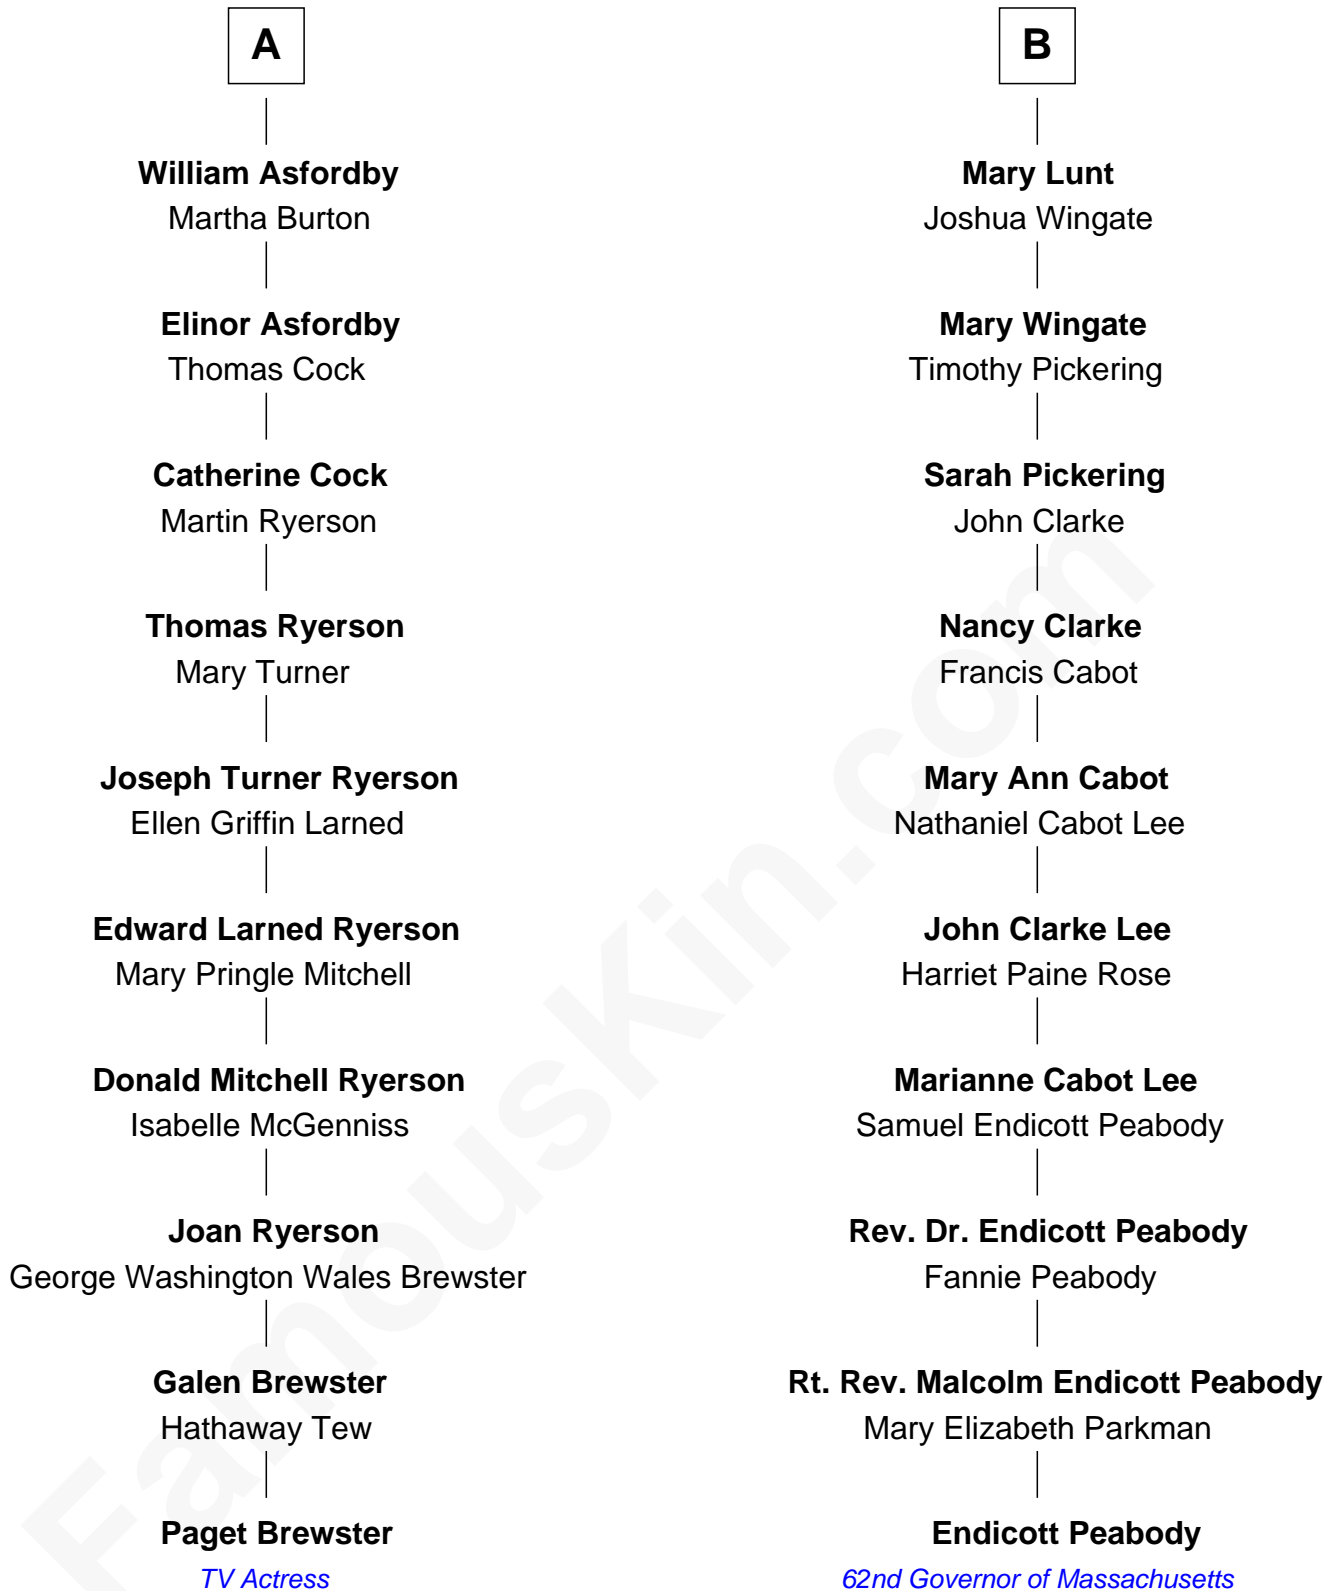 A
William Asfordby
Martha Burton
Elinor Asfordby
Thomas Cock
Catherine Cock
Martin Ryerson
Thomas Ryerson
Mary Turner
Joseph Turner Ryerson
Ellen Griffin Larned
Edward Larned Ryerson
Mary Pringle Mitchell
Donald Mitchell Ryerson
Isabelle McGenniss
Joan Ryerson
George Washington Wales Brewster
Galen Brewster
Hathaway Tew
Paget Brewster
TV Actress
B
Mary Lunt
Joshua Wingate
Mary Wingate
Timothy Pickering
Sarah Pickering
John Clarke
Nancy Clarke
Francis Cabot
Mary Ann Cabot
Nathaniel Cabot Lee
John Clarke Lee
Harriet Paine Rose
Marianne Cabot Lee
Samuel Endicott Peabody
Rev. Dr. Endicott Peabody
Fannie Peabody
Rt. Rev. Malcolm Endicott Peabody
Mary Elizabeth Parkman
Endicott Peabody
62nd Governor of Massachusetts
FamousKin.com